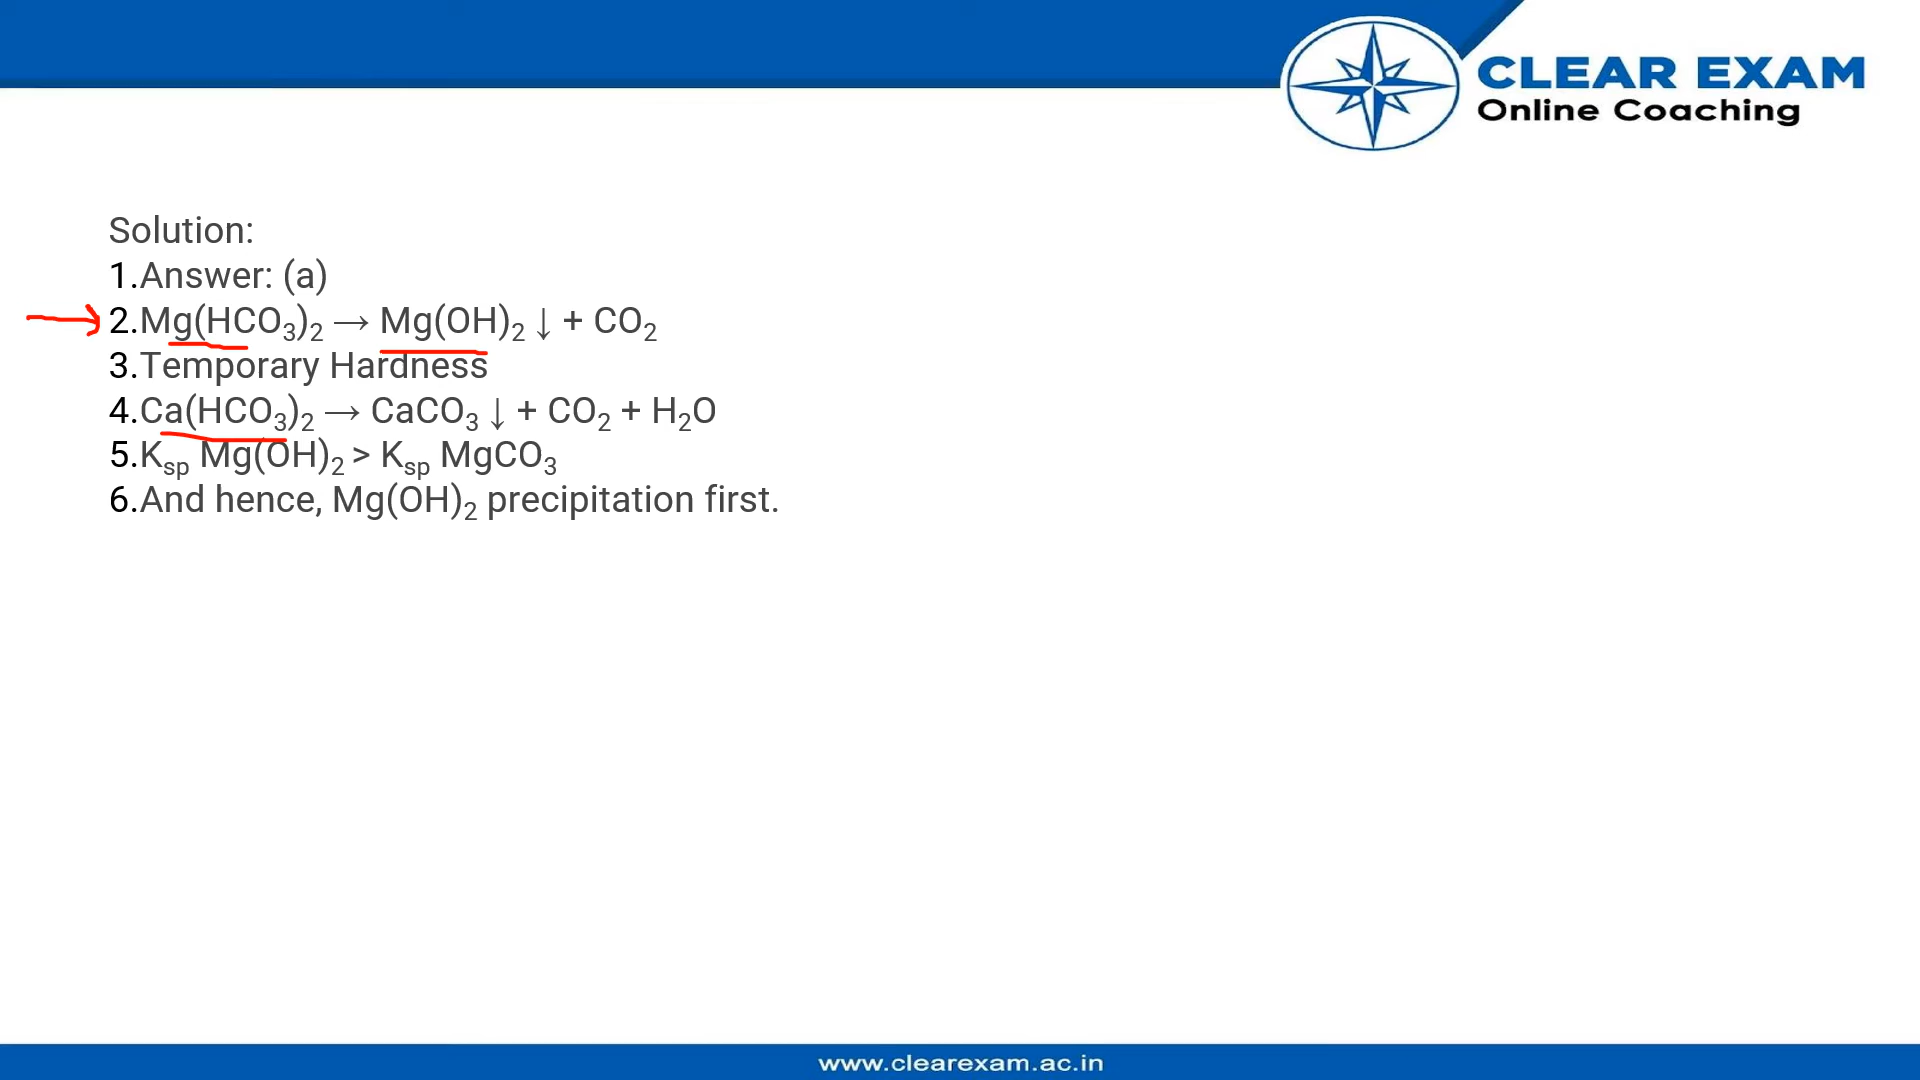 CLEAR EXAM
Online Coaching
Solution:
1.Answer: (a)
2.Mg(HCO₃)₂ → Mg(OH)₂ ↓ + CO₂
3.Temporary Hardness
4.Ca(HCO₃)₂ → CaCO₃ ↓ + CO₂ + H₂O
5.Kₛₚ Mg(OH)₂ > Kₛₚ MgCO₃
6.And hence, Mg(OH)₂ precipitation first.
www.clearexam.ac.in